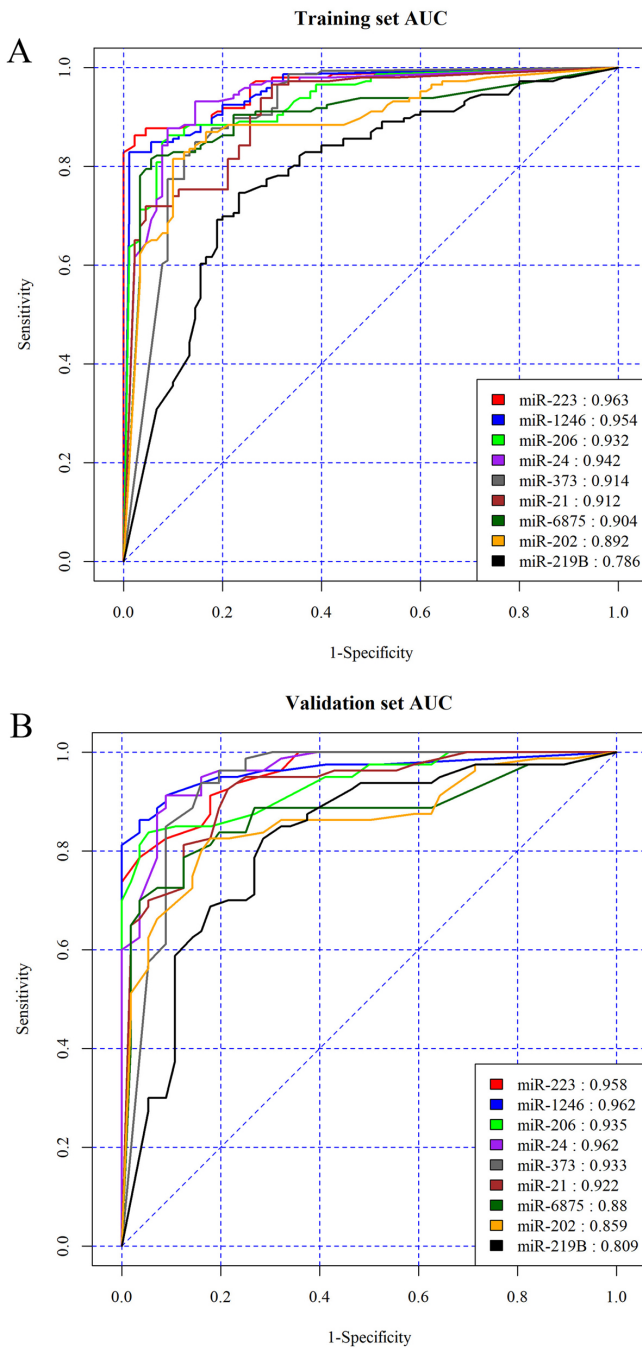 Training set AUC
A
1.0
0.8
0.6
0.4
0.2
0.0
Sensitivity
miR-223 : 0.963
miR-1246 : 0.954
miR-206 : 0.932
miR-24 : 0.942
miR-373 : 0.914
miR-21 : 0.912
miR-6875 : 0.904
miR-202 : 0.892
miR-219B : 0.786
0.0 0.2 0.4 0.6 0.8 1.0
1-Specificity
Validation set AUC
B
1.0
0.8
0.6
0.4
0.2
0.0
Sensitivity
miR-223 : 0.958
miR-1246 : 0.962
miR-206 : 0.935
miR-24 : 0.962
miR-373 : 0.933
miR-21 : 0.922
miR-6875 : 0.88
miR-202 : 0.859
miR-219B : 0.809
0.0 0.2 0.4 0.6 0.8 1.0
1-Specificity